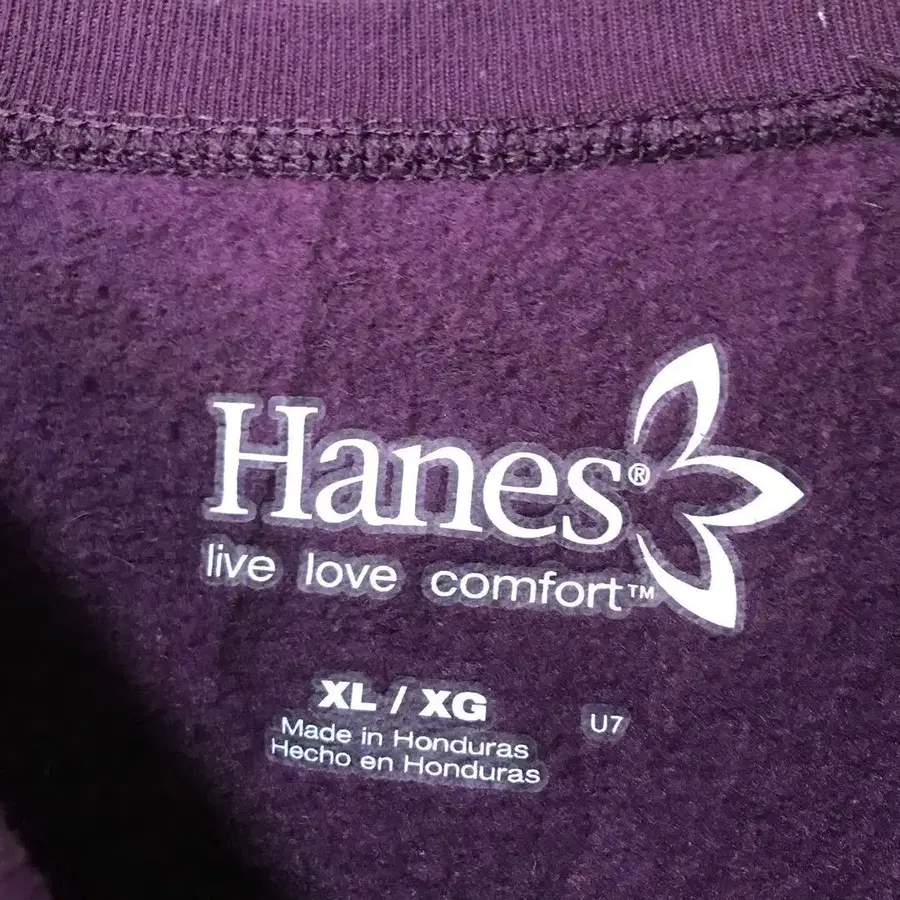 Hanes®
live love comfort™
XL / XG
U7
Made in Honduras
Hecho en Honduras